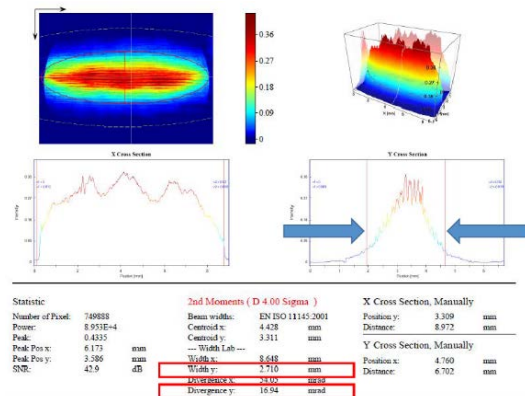 0.36
0.27
0.18
0.09
0
X Cross Section
Y Cross Section
Statistic
Number of Pixel: 749888
Power: 8.953E+4
Peak: 0.4335
Peak Pos x: 6.173 mm
Peak Pos y: 3.586 mm
SNR: 42.9 dB
2nd Moments ( D 4.00 Sigma )
Beam widths: EN ISO 11145:2001
Centroid x: 4.428 mm
Centroid y: 3.311 mm
--- Width Lab ---
Width x: 8.648 mm
Width y: 2.710 mm
Divergence x: 54.05 mrad
Divergence y: 16.94 mrad
X Cross Section, Manually
Position y: 3.309 mm
Distance: 8.972 mm
Y Cross Section, Manually
Position x: 4.760 mm
Distance: 6.702 mm